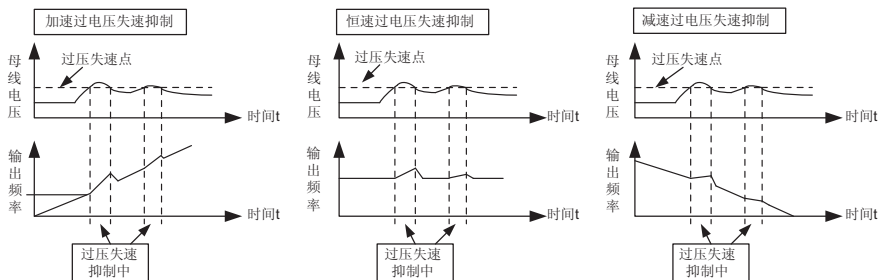 加速过电压失速抑制
母线电压
过压失速点
时间t
输出频率
时间t
过压失速
抑制中
恒速过电压失速抑制
母线电压
过压失速点
时间t
输出频率
时间t
过压失速
抑制中
减速过电压失速抑制
母线电压
过压失速点
时间t
输出频率
时间t
过压失速
抑制中